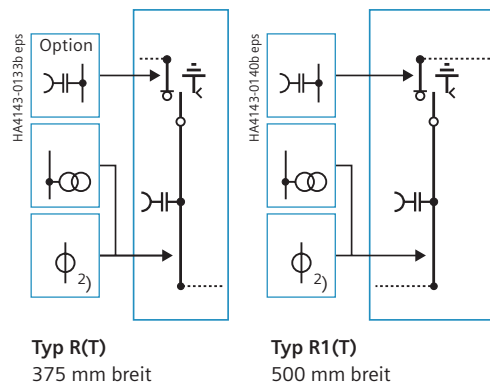 HA4143-0133b eps
Option
2)
Typ R(T)
375 mm breit
HA4143-0140b eps
2)
Typ R1(T)
500 mm breit